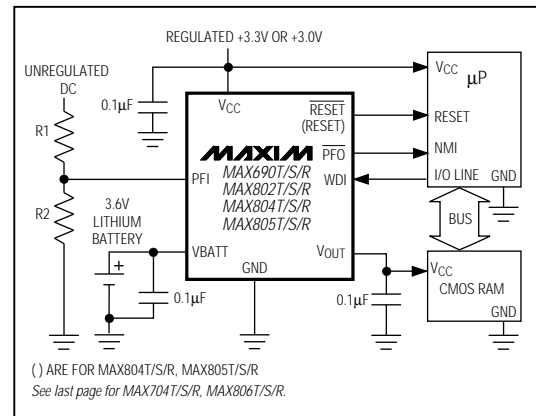 REGULATED +3.3V OR +3.0V
UNREGULATED
DC
R1
R2
0.1µF
VCC
RESET
(RESET)
MAXIM
MAX690T/S/R
MAX802T/S/R
MAX804T/S/R
MAX805T/S/R
PFI
PFO
WDI
VBATT
VOUT
GND
3.6V
LITHIUM
BATTERY
+
0.1µF
0.1µF
VCC
µP
RESET
NMI
I/O LINE
GND
BUS
VCC
CMOS RAM
GND
( ) ARE FOR MAX804T/S/R, MAX805T/S/R
See last page for MAX704T/S/R, MAX806T/S/R.